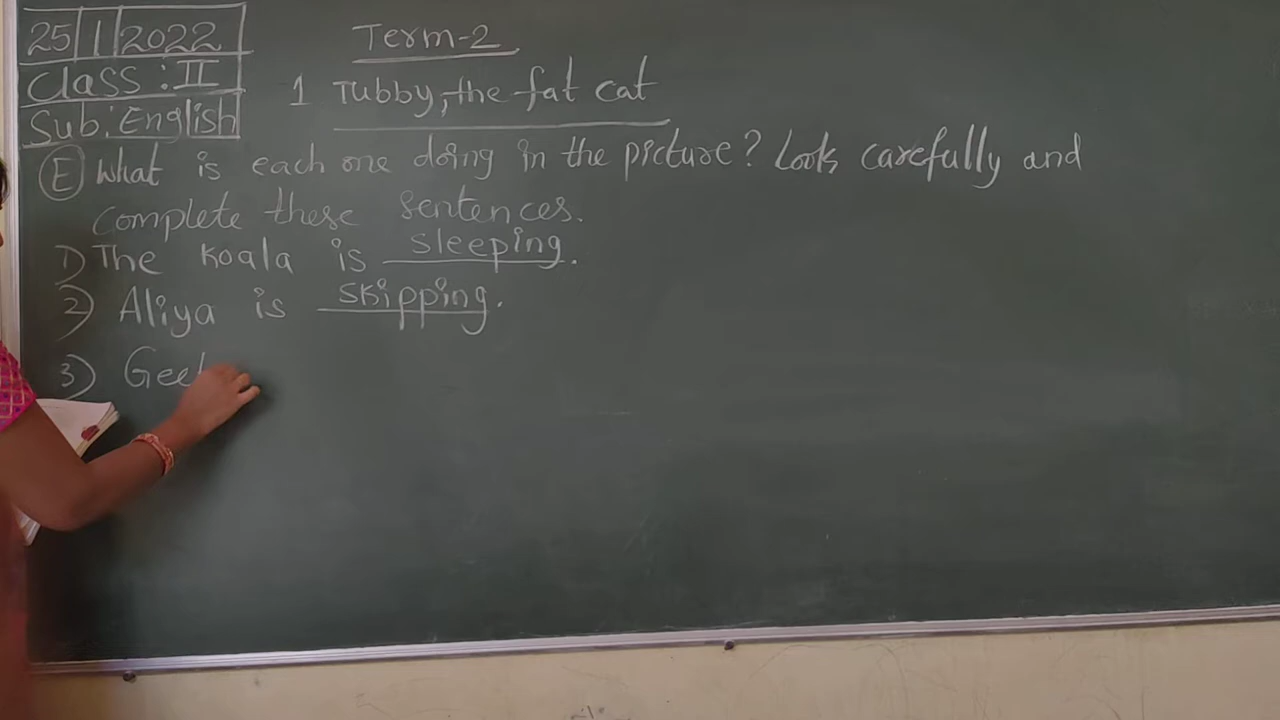 25/1/2022
Class : II
Sub: English
Term-2
1 Tubby, the fat cat
(E) What is each one doing in the picture? Look carefully and
complete these sentences.
1) The Koala is sleeping.
2) Aliya is skipping.
3)